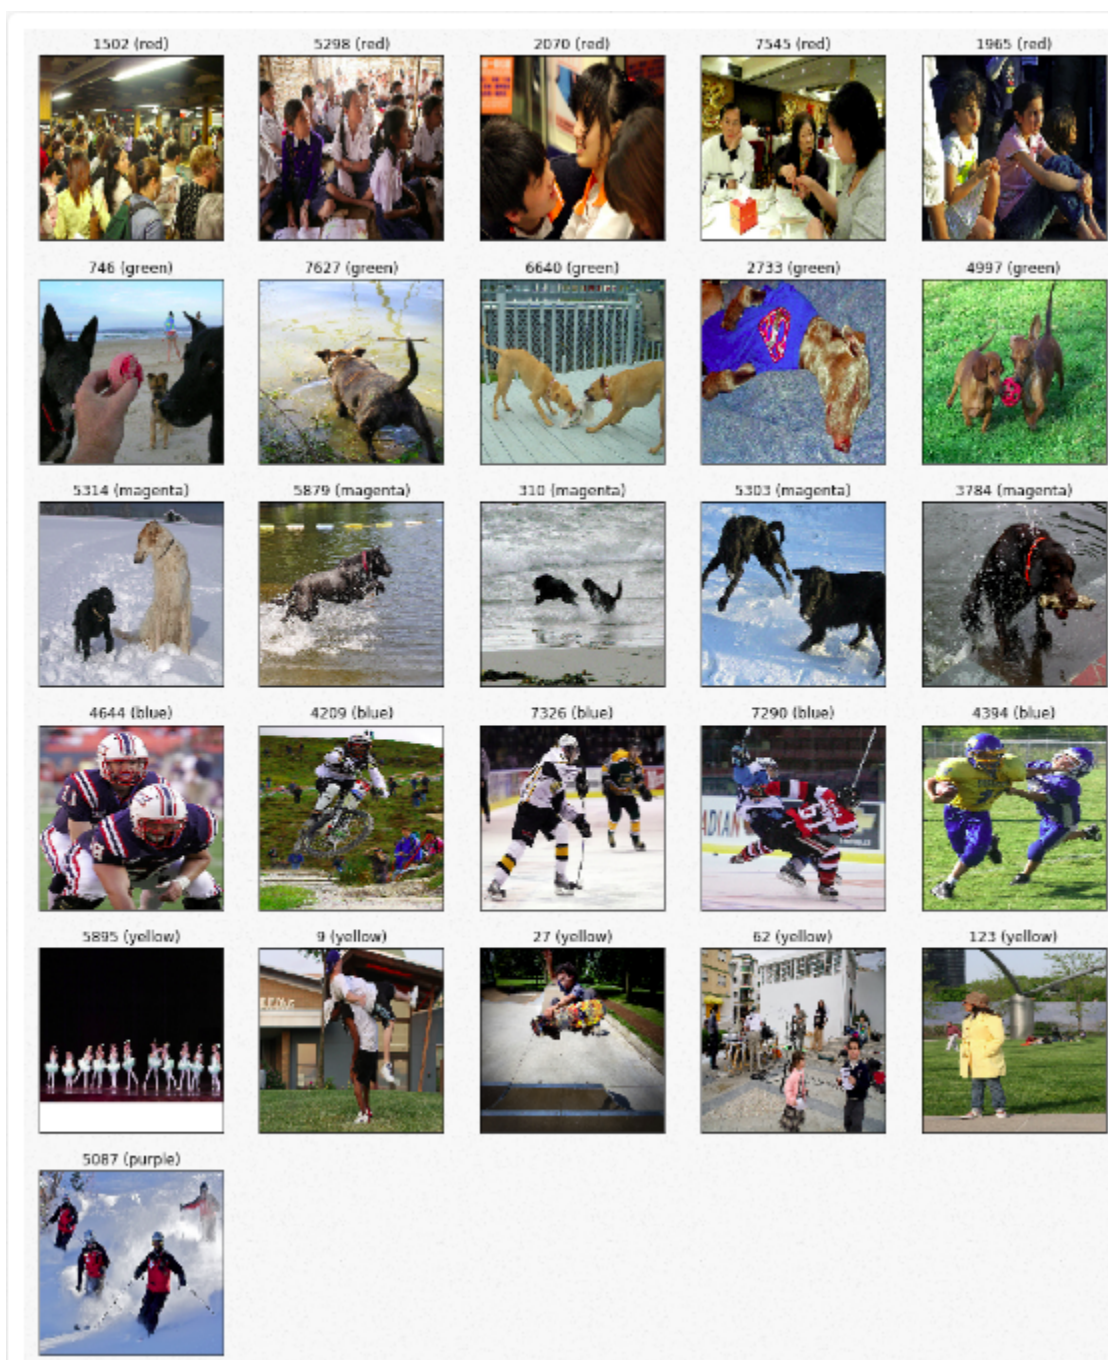 1502 (red) 5298 (red) 2070 (red) 7545 (red) 1965 (red)
746 (green) 7627 (green) 6640 (green) 2733 (green) 4997 (green)
5314 (magenta) 5879 (magenta) 310 (magenta) 5303 (magenta) 3784 (magenta)
4644 (blue) 4209 (blue) 7326 (blue) 7290 (blue) 4394 (blue)
5895 (yellow) 9 (yellow) 27 (yellow) 62 (yellow) 123 (yellow)
5087 (purple)